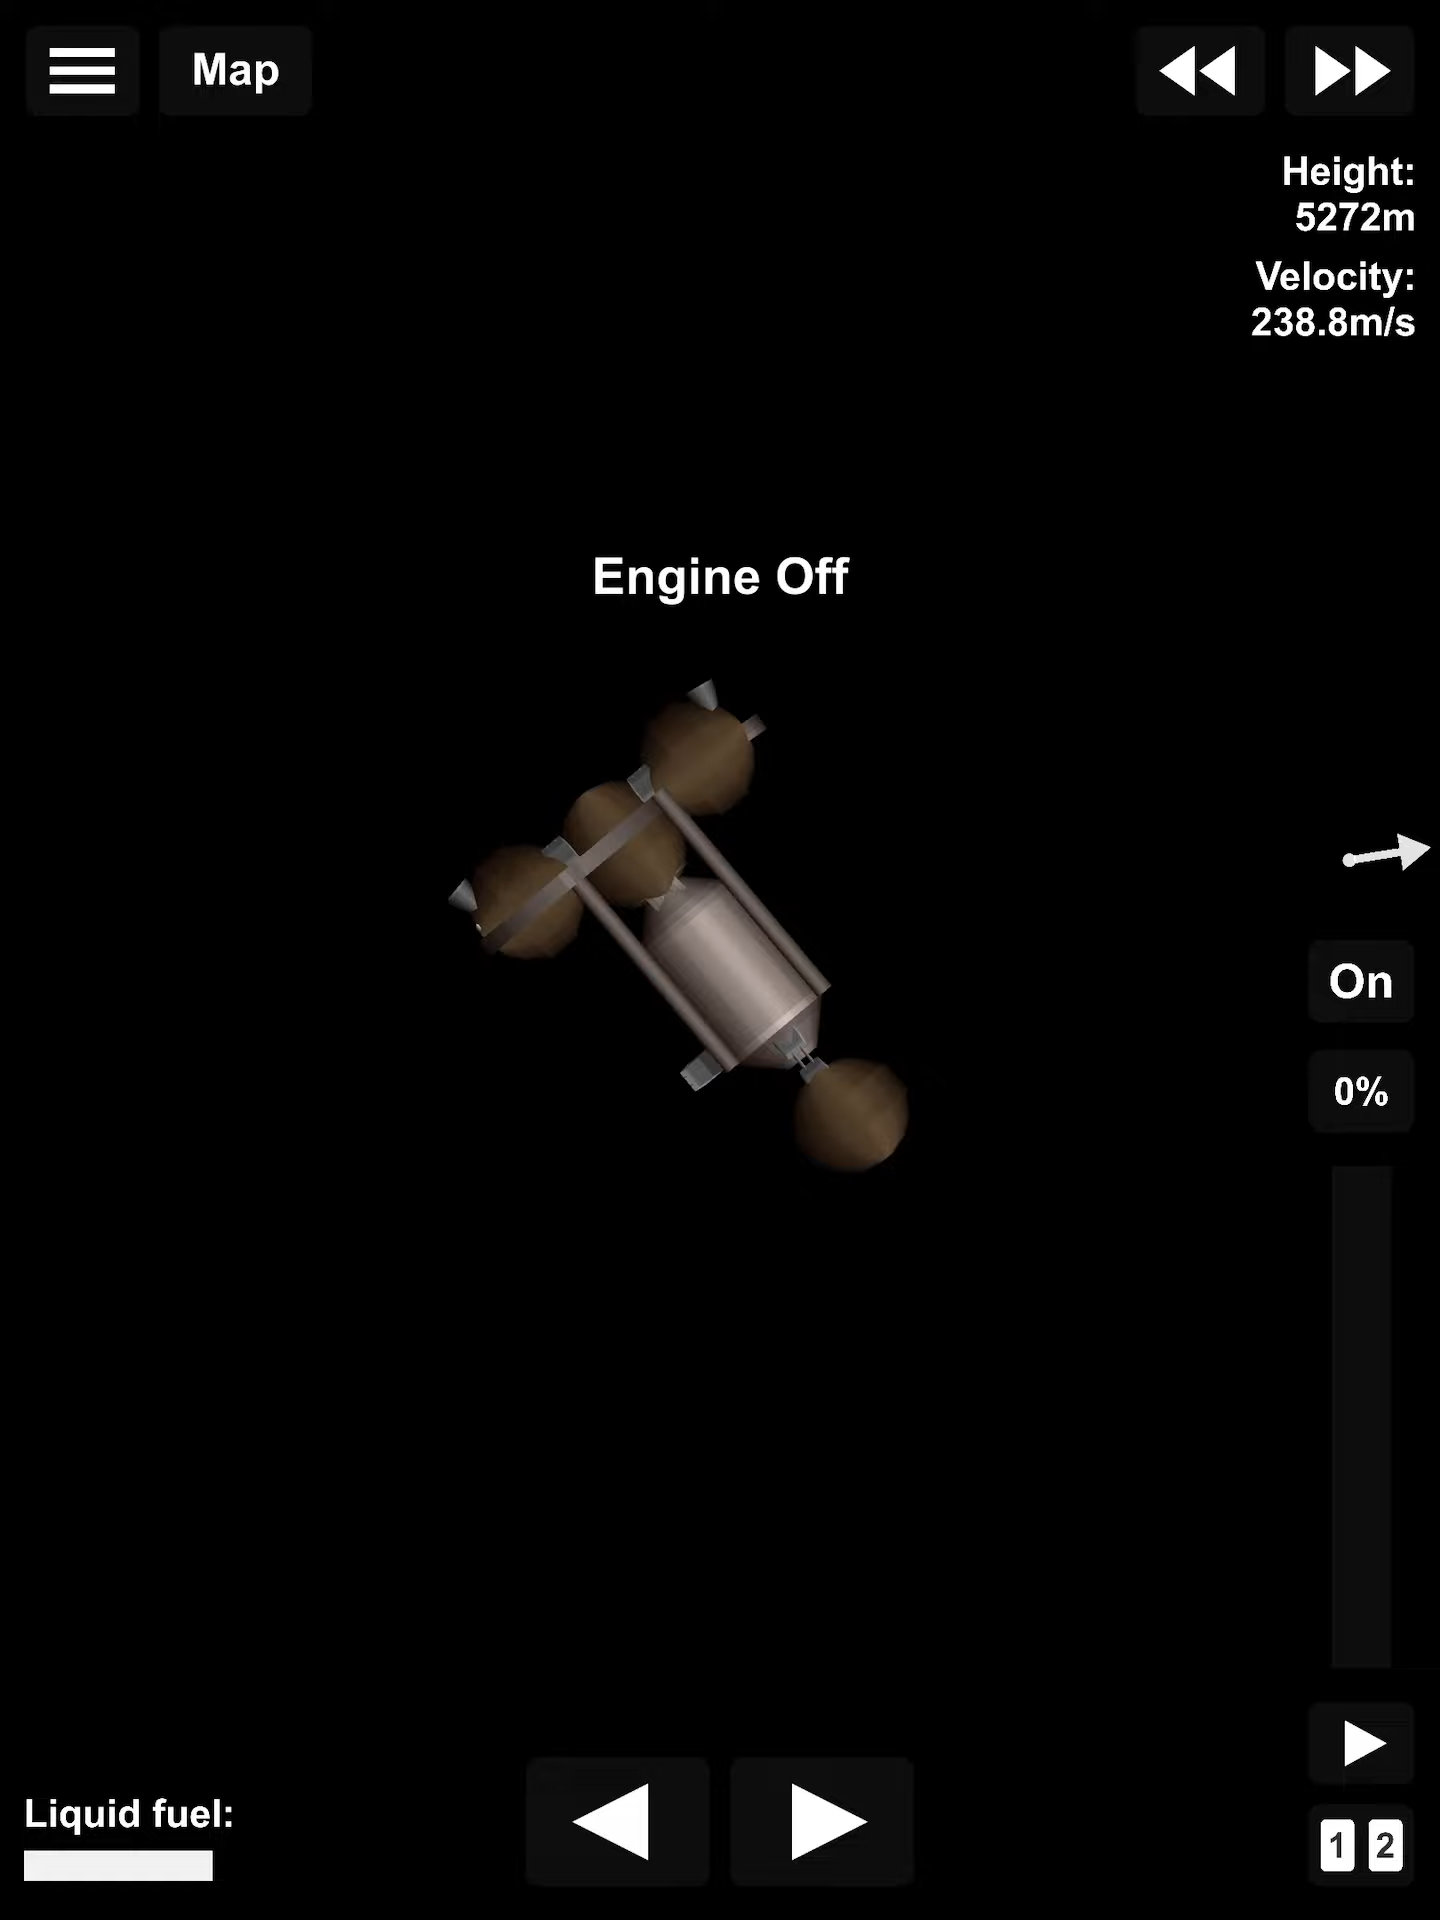 Map
Height:
5272m
Velocity:
238.8m/s
Engine Off
On
0%
Liquid fuel:
1 2